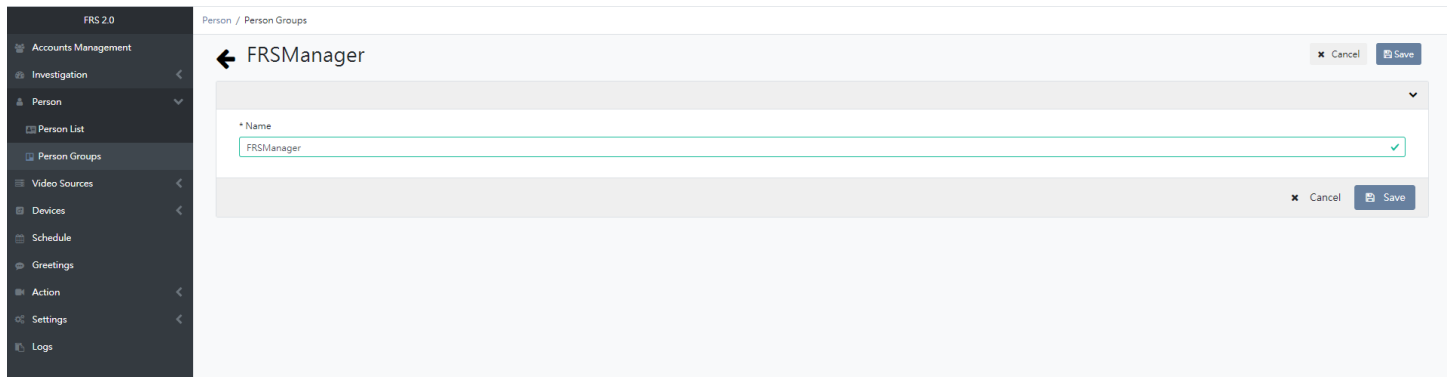 FRS 2.0
Accounts Management
Investigation
Person
Person List
Person Groups
Video Sources
Devices
Schedule
Greetings
Action
Settings
Logs
Person / Person Groups
FRSManager
Cancel Save
* Name
FRSManager
Cancel Save